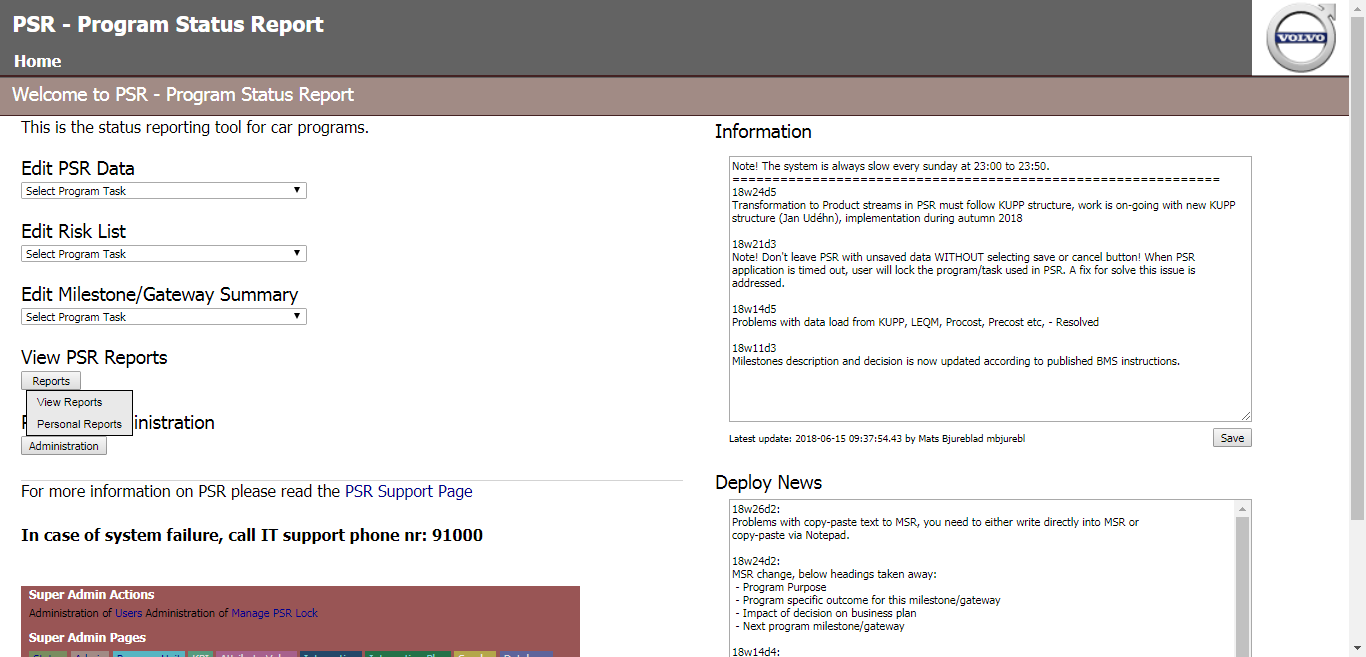 PSR - Program Status Report
Home
VOLVO
Welcome to PSR - Program Status Report
This is the status reporting tool for car programs.
Edit PSR Data
Select Program Task
Edit Risk List
Select Program Task
Edit Milestone/Gateway Summary
Select Program Task
View PSR Reports
Reports
View Reports
Personal Reports
inistration
Administration
For more information on PSR please read the PSR Support Page
In case of system failure, call IT support phone nr: 91000
Super Admin Actions
Administration of Users Administration of Manage PSR Lock
Super Admin Pages
Information
Note! The system is always slow every sunday at 23:00 to 23:50.
=============================================================
18w24d5
Transformation to Product streams in PSR must follow KUPP structure, work is on-going with new KUPP
structure (Jan Udéhn), implementation during autumn 2018
18w21d3
Note! Don't leave PSR with unsaved data WITHOUT selecting save or cancel button! When PSR
application is timed out, user will lock the program/task used in PSR. A fix for solve this issue is
addressed.
18w14d5
Problems with data load from KUPP, LEQM, Procost, Precost etc, - Resolved
18w11d3
Milestones description and decision is now updated according to published BMS instructions.
Latest update: 2018-06-15 09:37:54.43 by Mats Bjureblad mbjurebl
Save
Deploy News
18w26d2:
Problems with copy-paste text to MSR, you need to either write directly into MSR or
copy-paste via Notepad.
18w24d2:
MSR change, below headings taken away:
- Program Purpose
- Program specific outcome for this milestone/gateway
- Impact of decision on business plan
- Next program milestone/gateway
18w14d4: